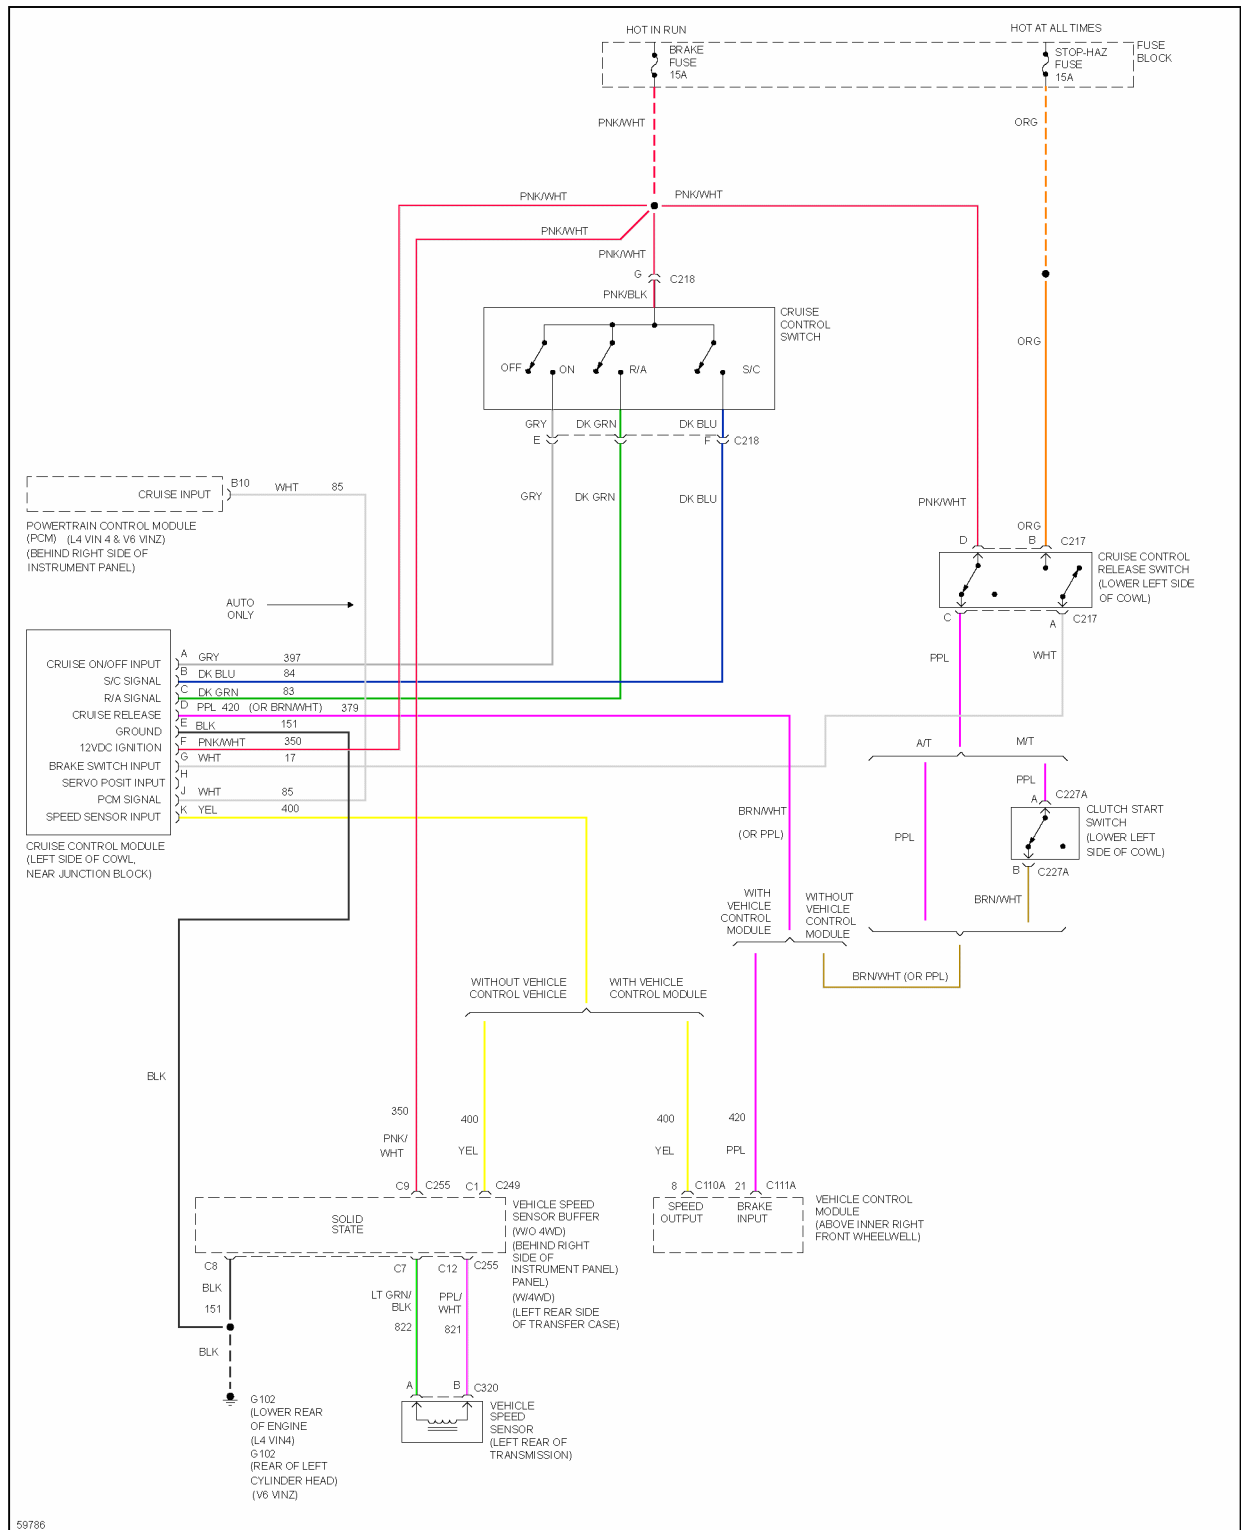 HOT IN RUN
HOT AT ALL TIMES
BRAKE
FUSE
15A
STOP-HAZ
FUSE
15A
FUSE
BLOCK
PNK/WHT
ORG
PNK/WHT
PNK/WHT
PNK/WHT
PNK/WHT
G
C218
PNK/BLK
CRUISE
CONTROL
SWITCH
ORG
OFF
ON
R/A
S/C
GRY
DK GRN
DK BLU
E
F
C218
B10
CRUISE INPUT
WHT
85
GRY
DK GRN
DK BLU
PNK/WHT
POWERTRAIN CONTROL MODULE
(PCM) (L4 VIN 4 & V6 VINZ)
(BEHIND RIGHT SIDE OF
INSTRUMENT PANEL)
ORG
D
B
C217
CRUISE CONTROL
RELEASE SWITCH
(LOWER LEFT SIDE
OF COWL)
AUTO
ONLY
C
A
C217
PPL
WHT
CRUISE ON/OFF INPUT
A
GRY
397
S/C SIGNAL
B
DK BLU
84
R/A SIGNAL
C
DK GRN
83
CRUISE RELEASE
D
PPL 420 (OR BRN/WHT)
379
GROUND
E
BLK
151
12VDC IGNITION
F
PNK/WHT
350
BRAKE SWITCH INPUT
G
WHT
17
SERVO POSIT INPUT
H
PCM SIGNAL
J
WHT
85
SPEED SENSOR INPUT
K
YEL
400
CRUISE CONTROL MODULE
(LEFT SIDE OF COWL,
NEAR JUNCTION BLOCK)
A/T
M/T
PPL
A
C227A
CLUTCH START
SWITCH
(LOWER LEFT
SIDE OF COWL)
BRN/WHT
(OR PPL)
PPL
B
C227A
BRN/WHT
WITH
VEHICLE
CONTROL
MODULE
WITHOUT
VEHICLE
CONTROL
MODULE
BRN/WHT (OR PPL)
WITHOUT VEHICLE
CONTROL VEHICLE
WITH VEHICLE
CONTROL MODULE
BLK
350
PNK/
WHT
400
YEL
400
YEL
420
PPL
C9
C255
C1
C249
8
C110A
21
C111A
SOLID
STATE
VEHICLE SPEED
SENSOR BUFFER
(W/O 4WD)
(BEHIND RIGHT
SIDE OF
INSTRUMENT PANEL)
PANEL)
(W/4WD)
(LEFT REAR SIDE
OF TRANSFER CASE)
SPEED
OUTPUT
BRAKE
INPUT
VEHICLE CONTROL
MODULE
(ABOVE INNER RIGHT
FRONT WHEELWELL)
C8
C7
C12
C255
BLK
151
LT GRN/
BLK
822
PPL/
WHT
821
BLK
A
B
C320
G102
(LOWER REAR
OF ENGINE
(L4 VIN4)
G102
(REAR OF LEFT
CYLINDER HEAD)
(V6 VINZ)
VEHICLE
SPEED
SENSOR
(LEFT REAR OF
TRANSMISSION)
59786